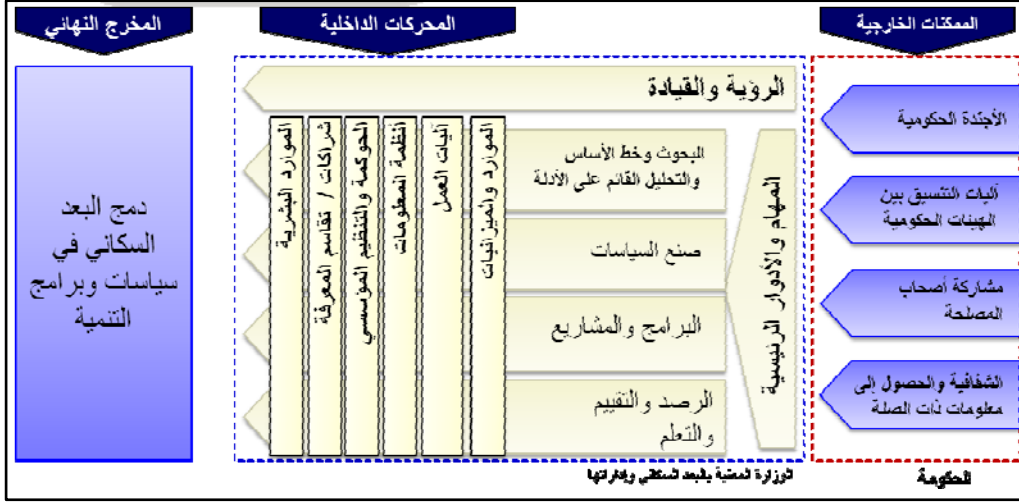 الممكنات الخارجية
المحركات الداخلية
المخرج النهائي
الأجندة الحكومية
أليات التنسيق بين
الهيئات الحكومية
مشاركة أصحاب
المصلحة
الشفافية والحصول إلى
معلومات ذات الصلة
الحكومة
الرؤية والقيادة
المهام والأدوار الرئيسية
البحوث وخط الأساس
والتحليل القائم على الأدلة
صنع السياسات
البرامج والمشاريع
الرصد والتقييم
والتعلم
الموارد والميزانيات
آليات العمل
أنظمة المعلومات
الحوكمة والتنظيم المؤسسي
شراكات / تقاسم المعرفة
الموارد البشرية
الوزارة المعنية بالبعد السكاني وإداراتها
دمج البعد
السكاني في
سياسات وبرامج
التنمية